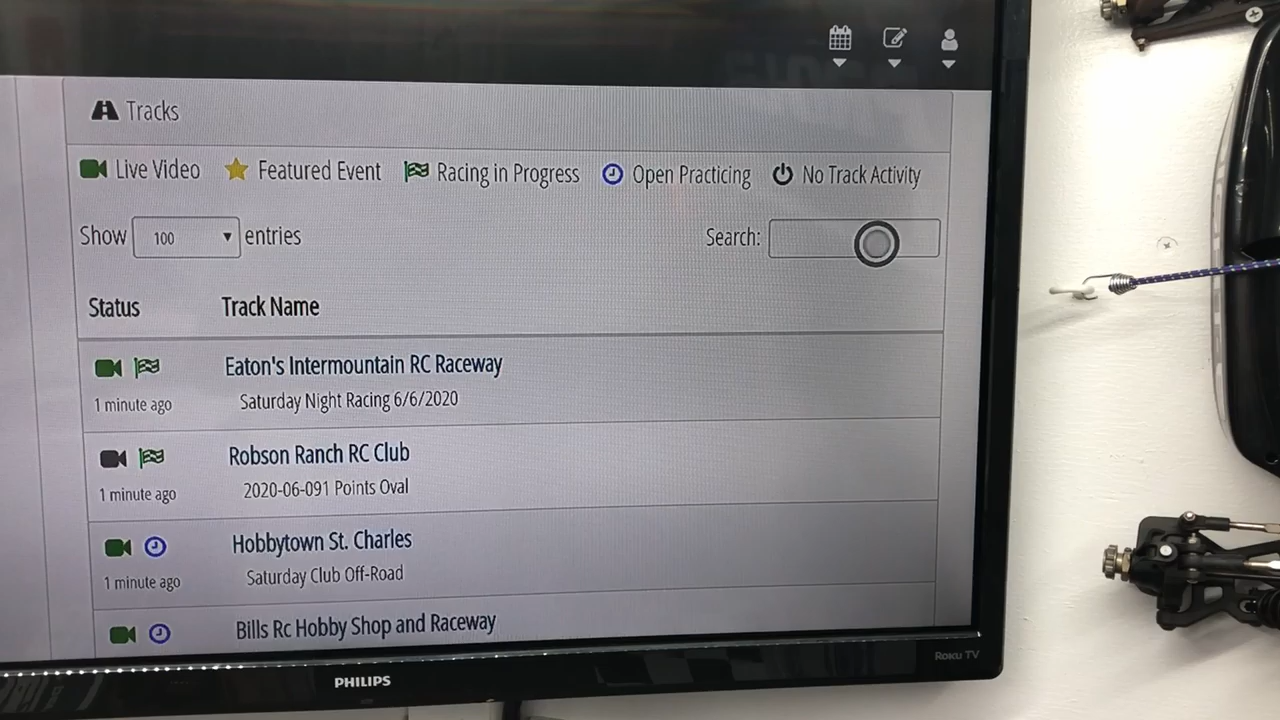 Tracks
Live Video Featured Event Racing in Progress Open Practicing No Track Activity
Show 100 entries Search:
Status Track Name
Eaton's Intermountain RC Raceway
1 minute ago Saturday Night Racing 6/6/2020
Robson Ranch RC Club
1 minute ago 2020-06-091 Points Oval
Hobbytown St. Charles
1 minute ago Saturday Club Off-Road
Bills Rc Hobby Shop and Raceway
PHILIPS
Roku TV